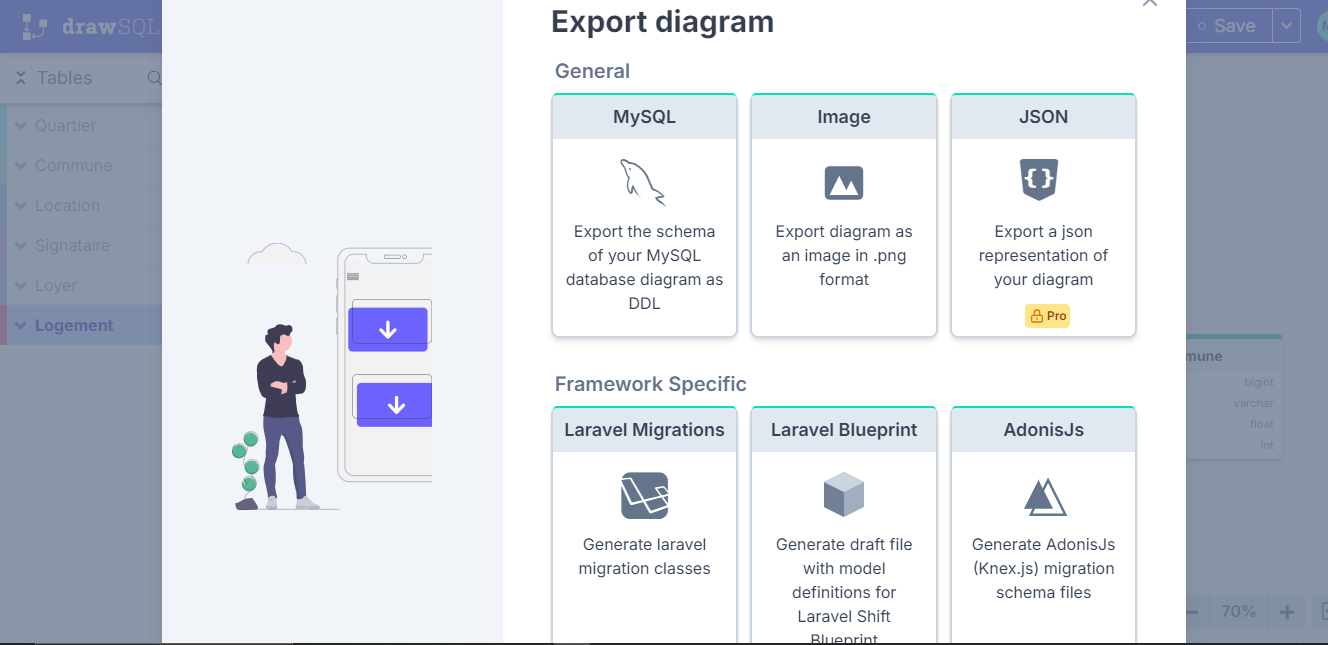 drawSQL
Save
Tables
Quartier
Commune
Location
Signataire
Loyer
Logement
Export diagram
General
MySQL
Export the schema
of your MySQL
database diagram as
DDL
Image
Export diagram as
an image in .png
format
JSON
Export a json
representation of
your diagram
Pro
Framework Specific
Laravel Migrations
Generate laravel
migration classes
Laravel Blueprint
Generate draft file
with model
definitions for
Laravel Shift
Blueprint
AdonisJs
Generate AdonisJs
(Knex.js) migration
schema files
mune
bigint
varchar
float
int
70%